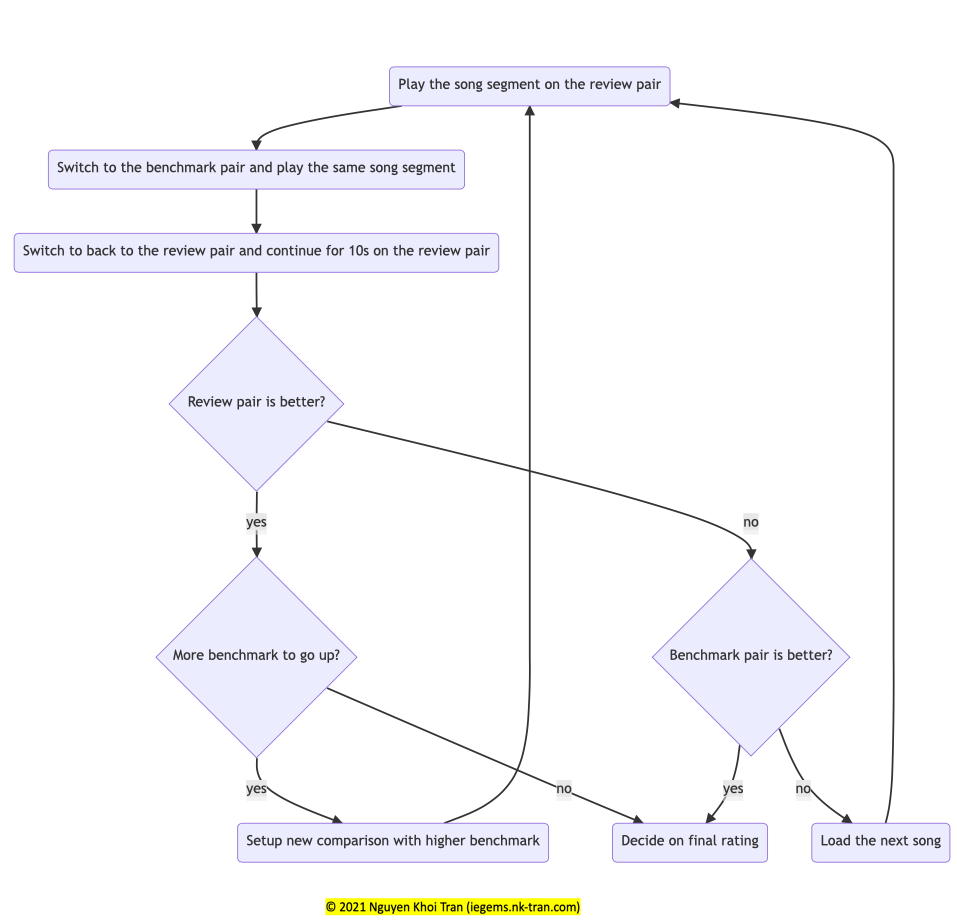 Play the song segment on the review pair
Switch to the benchmark pair and play the same song segment
Switch to back to the review pair and continue for 10s on the review pair
Review pair is better?
yes
no
More benchmark to go up?
Benchmark pair is better?
yes
no
yes
no
Setup new comparison with higher benchmark
Decide on final rating
Load the next song
© 2021 Nguyen Khoi Tran (iegems.nk-tran.com)